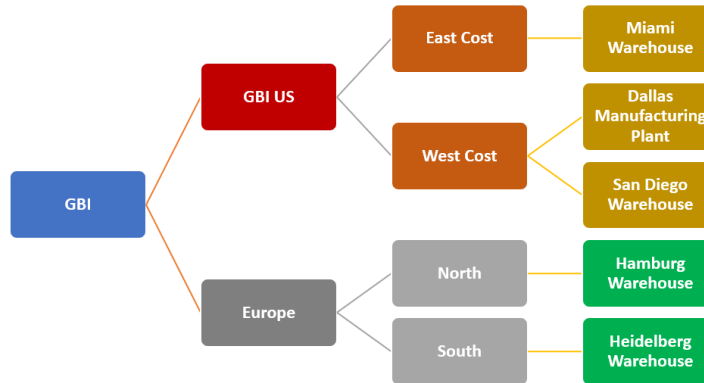 East Cost
Miami
Warehouse
GBI US
Dallas
Manufacturing
Plant
West Cost
San Diego
Warehouse
GBI
North
Hamburg
Warehouse
Europe
South
Heidelberg
Warehouse